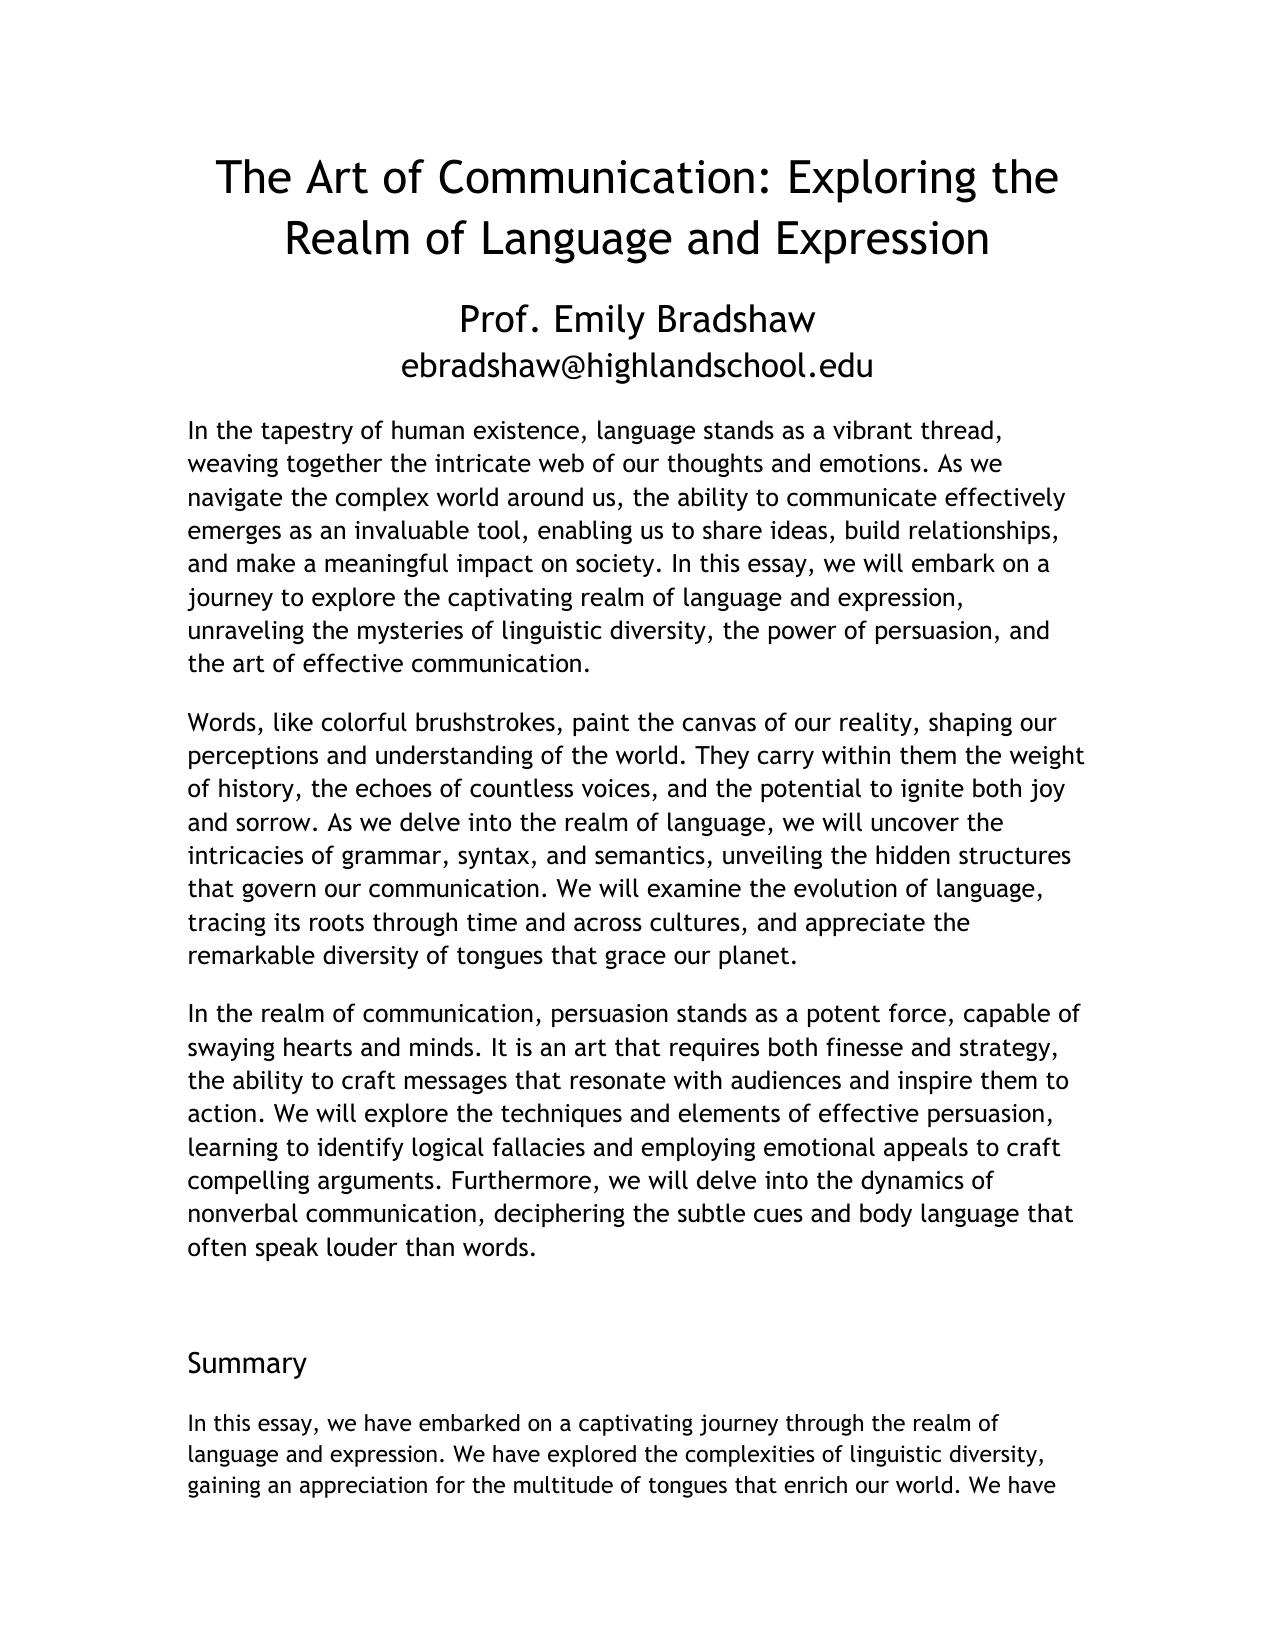 The Art of Communication: Exploring the
Realm of Language and Expression
Prof. Emily Bradshaw
ebradshaw@highlandschool.edu
In the tapestry of human existence, language stands as a vibrant thread,
weaving together the intricate web of our thoughts and emotions. As we
navigate the complex world around us, the ability to communicate effectively
emerges as an invaluable tool, enabling us to share ideas, build relationships,
and make a meaningful impact on society. In this essay, we will embark on a
journey to explore the captivating realm of language and expression,
unraveling the mysteries of linguistic diversity, the power of persuasion, and
the art of effective communication.
Words, like colorful brushstrokes, paint the canvas of our reality, shaping our
perceptions and understanding of the world. They carry within them the weight
of history, the echoes of countless voices, and the potential to ignite both joy
and sorrow. As we delve into the realm of language, we will uncover the
intricacies of grammar, syntax, and semantics, unveiling the hidden structures
that govern our communication. We will examine the evolution of language,
tracing its roots through time and across cultures, and appreciate the
remarkable diversity of tongues that grace our planet.
In the realm of communication, persuasion stands as a potent force, capable of
swaying hearts and minds. It is an art that requires both finesse and strategy,
the ability to craft messages that resonate with audiences and inspire them to
action. We will explore the techniques and elements of effective persuasion,
learning to identify logical fallacies and employing emotional appeals to craft
compelling arguments. Furthermore, we will delve into the dynamics of
nonverbal communication, deciphering the subtle cues and body language that
often speak louder than words.
Summary
In this essay, we have embarked on a captivating journey through the realm of
language and expression. We have explored the complexities of linguistic diversity,
gaining an appreciation for the multitude of tongues that enrich our world. We have